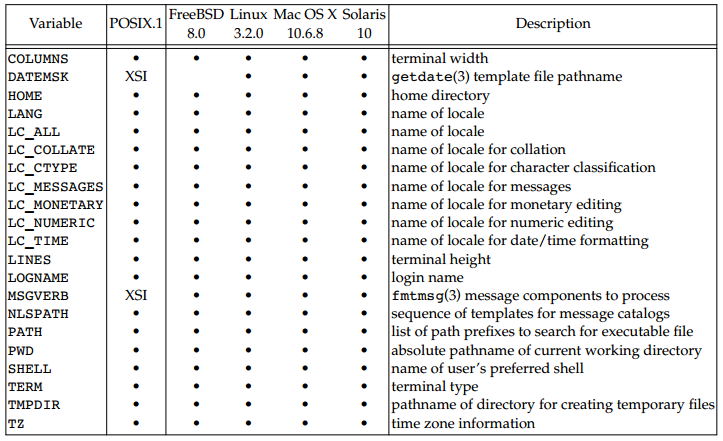 Variable POSIX.1 FreeBSD 8.0 Linux 3.2.0 Mac OS X 10.6.8 Solaris 10 Description
COLUMNS • • • • • terminal width
DATEMSK XSI • • • getdate(3) template file pathname
HOME • • • • • home directory
LANG • • • • • name of locale
LC_ALL • • • • • name of locale
LC_COLLATE • • • • • name of locale for collation
LC_CTYPE • • • • • name of locale for character classification
LC_MESSAGES • • • • • name of locale for messages
LC_MONETARY • • • • • name of locale for monetary editing
LC_NUMERIC • • • • • name of locale for numeric editing
LC_TIME • • • • • name of locale for date/time formatting
LINES • • • • • terminal height
LOGNAME • • • • • login name
MSGVERB XSI • • • • fmtmsg(3) message components to process
NLSPATH • • • • • sequence of templates for message catalogs
PATH • • • • • list of path prefixes to search for executable file
PWD • • • • • absolute pathname of current working directory
SHELL • • • • • name of user's preferred shell
TERM • • • • • terminal type
TMPDIR • • • • • pathname of directory for creating temporary files
TZ • • • • • time zone information